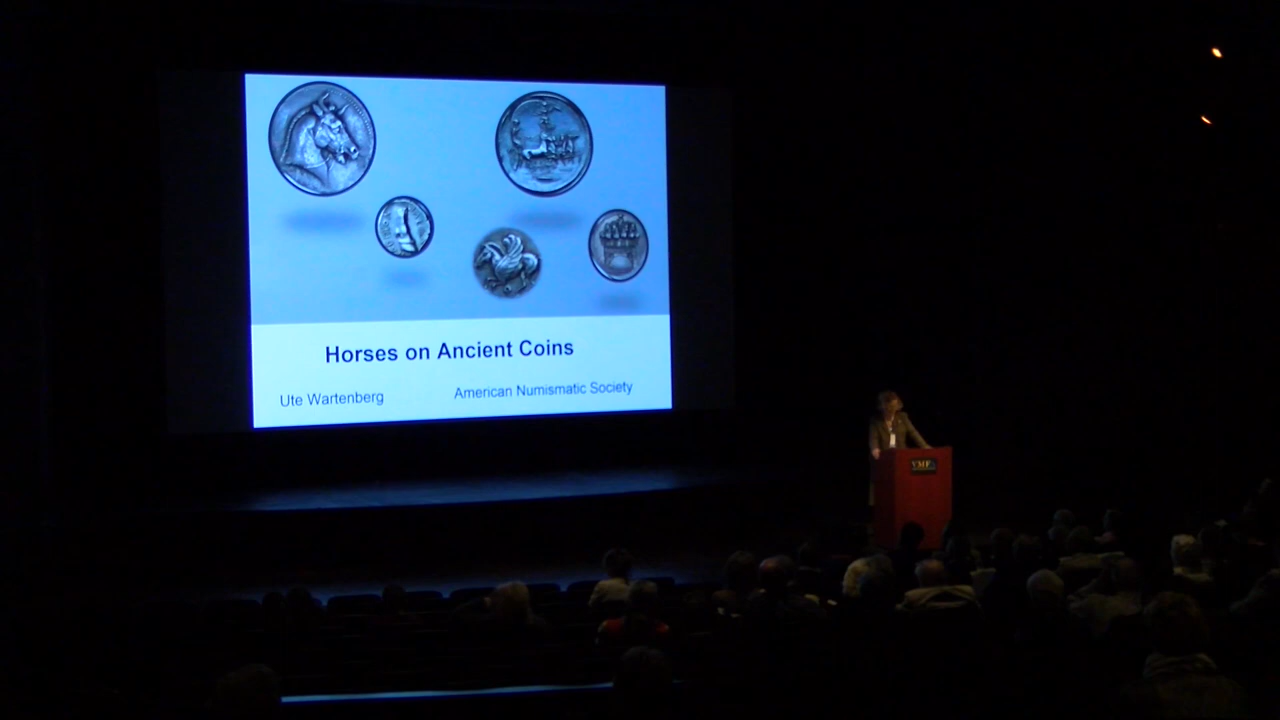 Horses on Ancient Coins
Ute Wartenberg
American Numismatic Society
VMFA